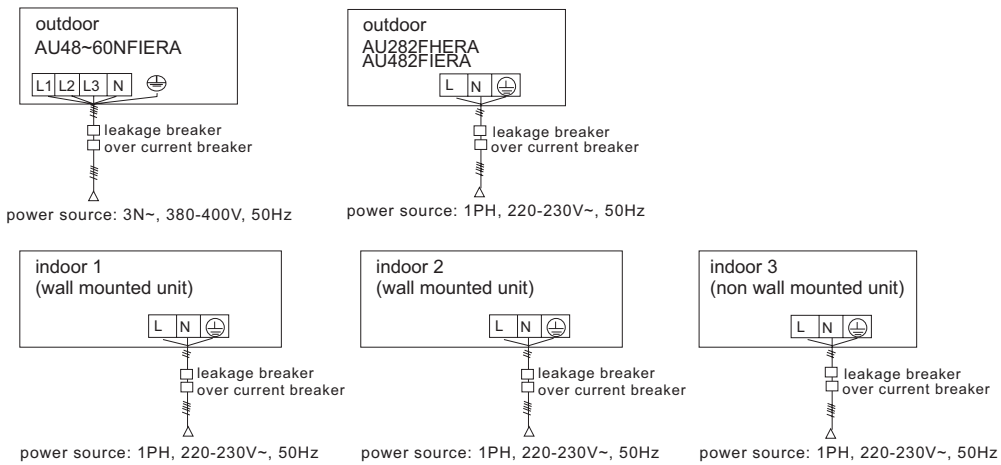 outdoor
AU48~60NFIERA
L1 L2 L3 N
leakage breaker
over current breaker
power source: 3N~, 380-400V, 50Hz
outdoor
AU282FHERA
AU482FIERA
L N
leakage breaker
over current breaker
power source: 1PH, 220-230V~, 50Hz
indoor 1
(wall mounted unit)
L N
leakage breaker
over current breaker
power source: 1PH, 220-230V~, 50Hz
indoor 2
(wall mounted unit)
L N
leakage breaker
over current breaker
power source: 1PH, 220-230V~, 50Hz
indoor 3
(non wall mounted unit)
L N
leakage breaker
over current breaker
power source: 1PH, 220-230V~, 50Hz